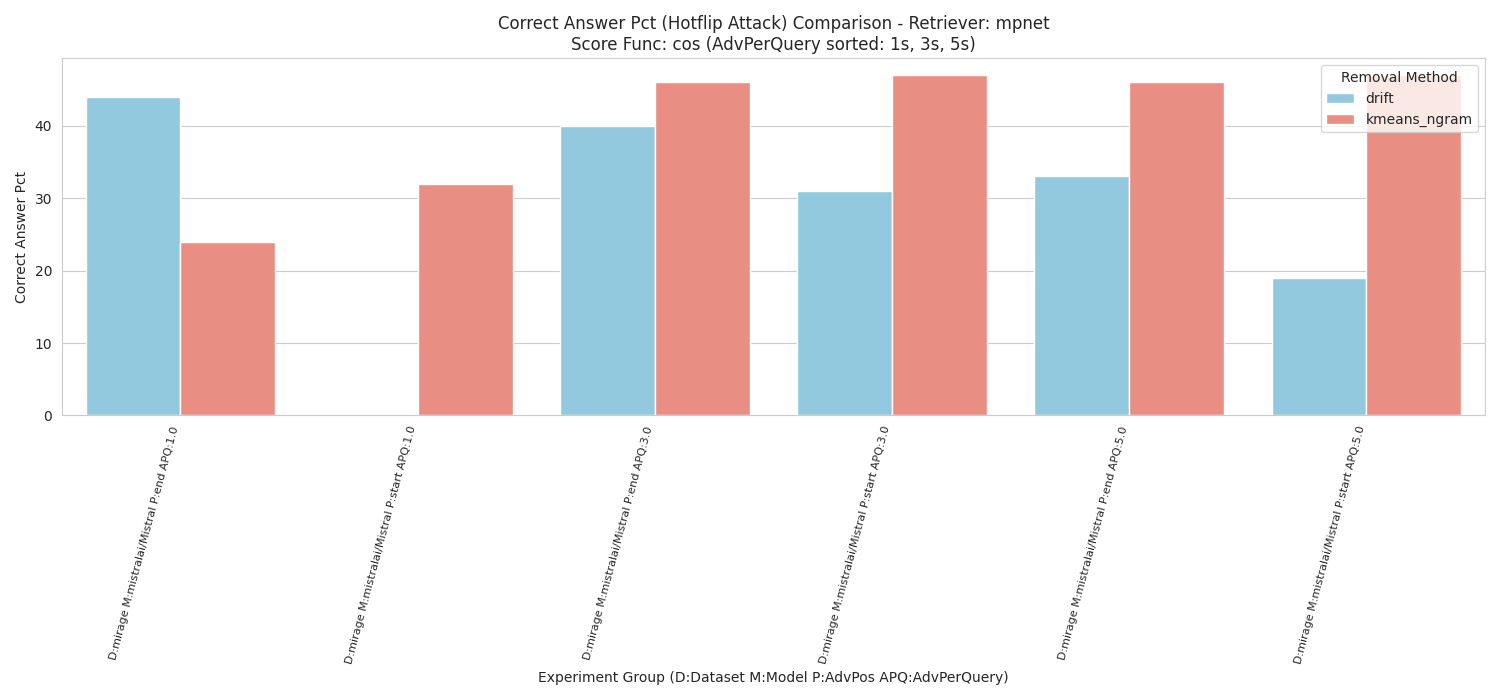 Correct Answer Pct (Hotflip Attack) Comparison - Retriever: mpnet
Score Func: cos (AdvPerQuery sorted: 1s, 3s, 5s)
Removal Method
drift
kmeans_ngram
Correct Answer Pct
40
30
20
10
0
D:mirage M:mistralai/Mistral P:end APQ:1.0
D:mirage M:mistralai/Mistral P:start APQ:1.0
D:mirage M:mistralai/Mistral P:end APQ:3.0
D:mirage M:mistralai/Mistral P:start APQ:3.0
D:mirage M:mistralai/Mistral P:end APQ:5.0
D:mirage M:mistralai/Mistral P:start APQ:5.0
Experiment Group (D:Dataset M:Model P:AdvPos APQ:AdvPerQuery)